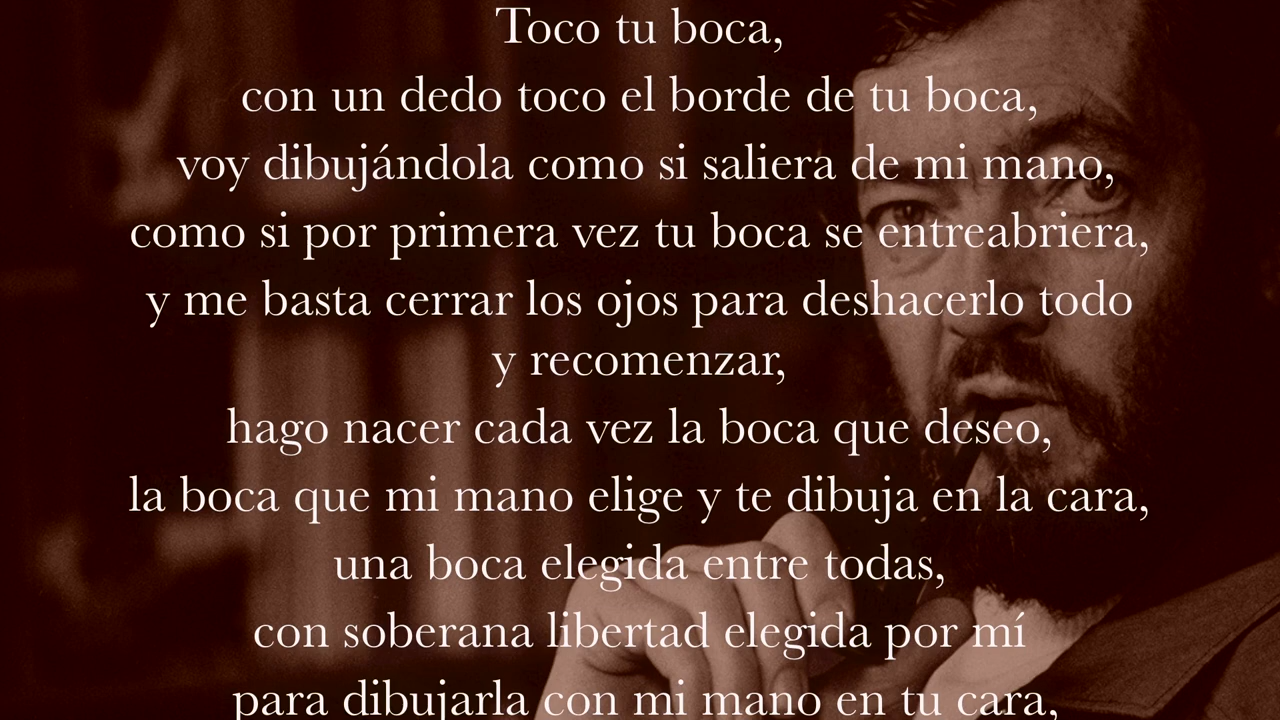 Toco tu boca,
con un dedo toco el borde de tu boca,
voy dibujándola como si saliera de mi mano,
como si por primera vez tu boca se entreabriera,
y me basta cerrar los ojos para deshacerlo todo
y recomenzar,
hago nacer cada vez la boca que deseo,
la boca que mi mano elige y te dibuja en la cara,
una boca elegida entre todas,
con soberana libertad elegida por mí
para dibujarla con mi mano en tu cara,